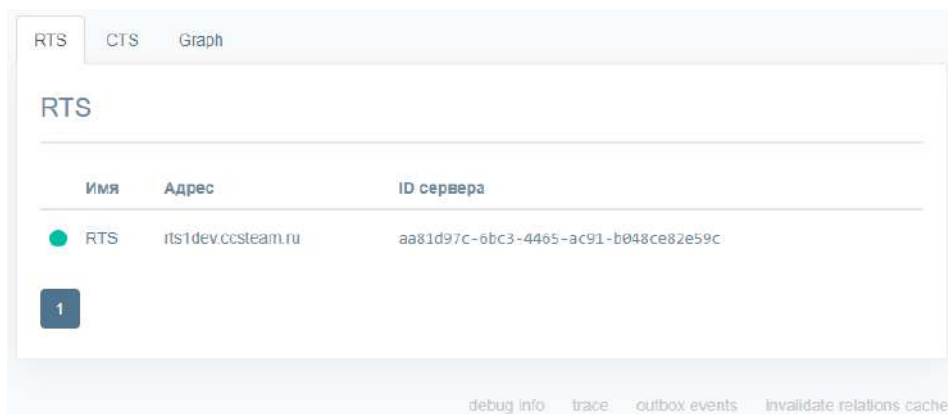 RTS CTS Graph
RTS
Имя Адрес ID сервера
RTS rts1dev.ccsteam.ru aa81d97c-6bc3-4465-ac91-b048ce82e59c
1
debug info trace outbox events invalidate relations cache